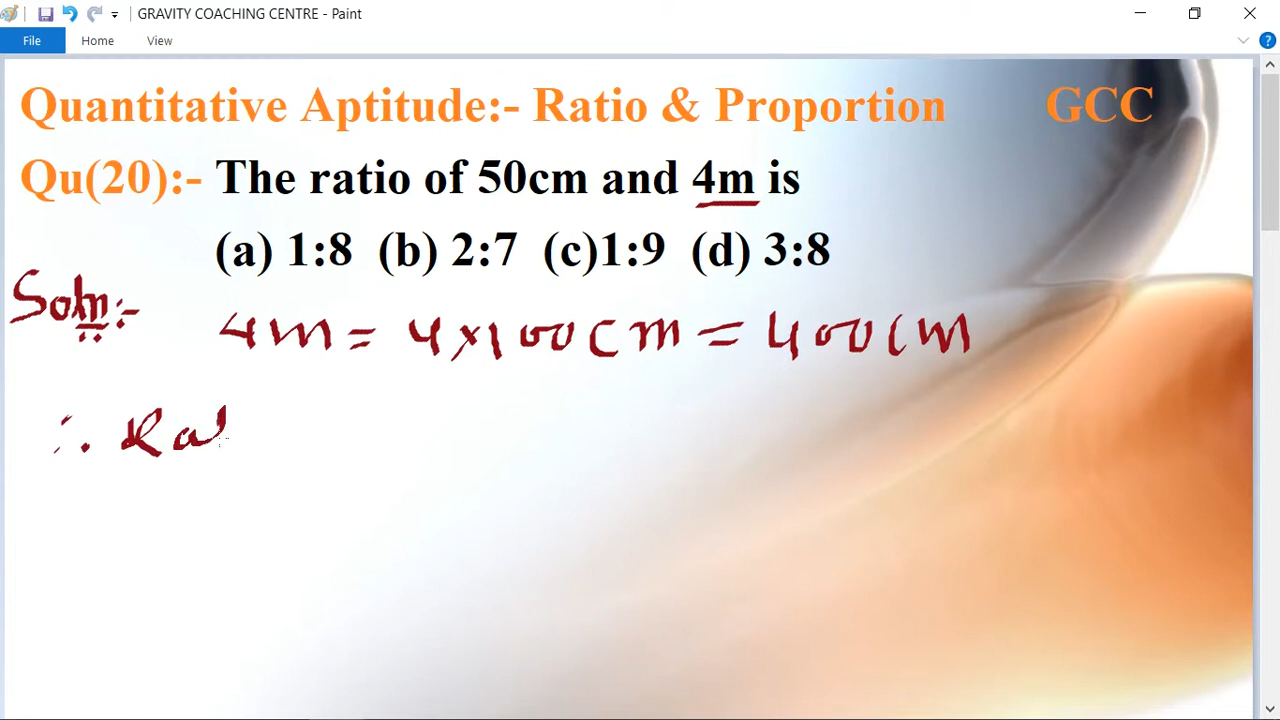 GRAVITY COACHING CENTRE - Paint
File Home View
Quantitative Aptitude:- Ratio & Proportion GCC
Qu(20):- The ratio of 50cm and 4m is
(a) 1:8 (b) 2:7 (c)1:9 (d) 3:8
Soln:-
4m = 4×100cm = 400cm
∴ Rat